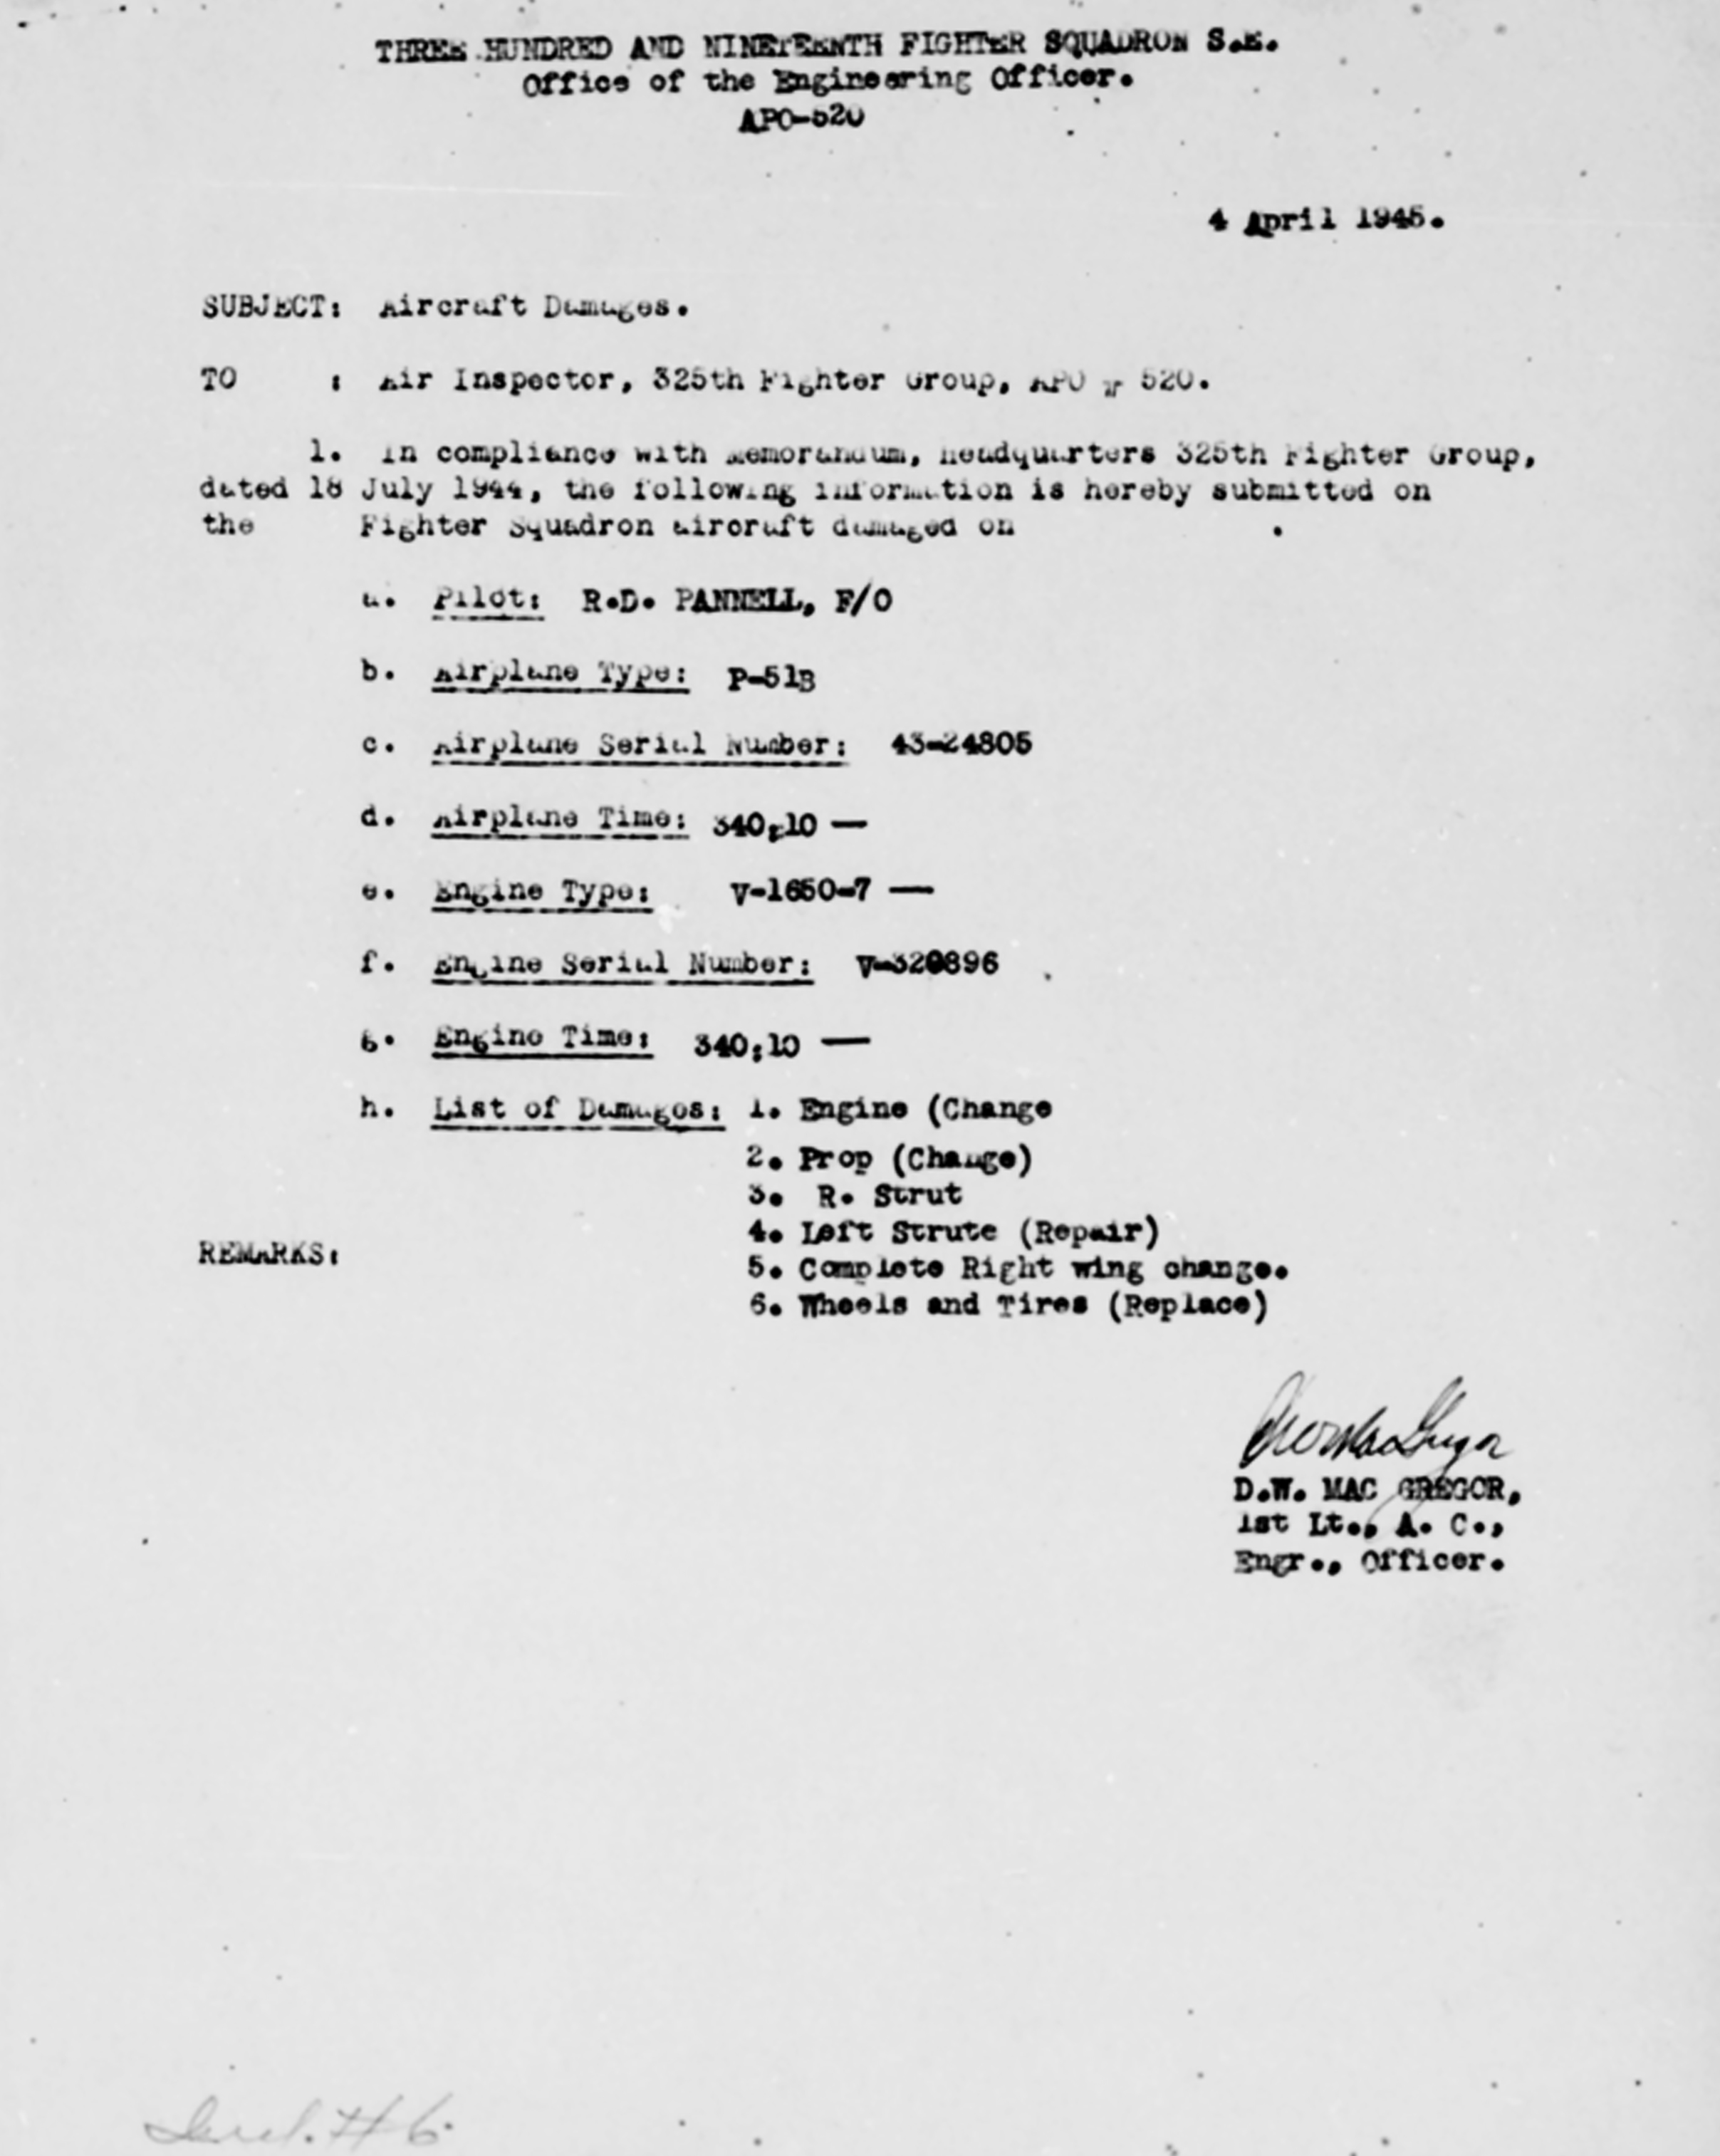 THREE HUNDRED AND NINETEENTH FIGHTER SQUADRON S.E.
Office of the Engineering Officer.
APO-520
4 April 1945.
SUBJECT: Aircraft Damages.
TO : Air Inspector, 325th Fighter Group, APO # 520.
1. In compliance with Memorandum, Headquarters 325th Fighter Group,
dated 18 July 1944, the following information is hereby submitted on
the Fighter Squadron aircraft damaged on .
a. Pilot: R.D. PANNELL, F/O
b. Airplane Type: P-51B
c. Airplane Serial Number: 43-24805
d. Airplane Time: 340:10 —
e. Engine Type: V-1650-7 —
f. Engine Serial Number: V-320896
g. Engine Time: 340:10 —
h. List of Damages: 1. Engine (Change
2. Prop (Change)
3. R. Strut
4. Left Strute (Repair)
REMARKS:
5. Complete Right wing change.
6. Wheels and Tires (Replace)
D.W. MAC GREGOR,
1st Lt., A. C.,
Engr., Officer.
Incl. #6.